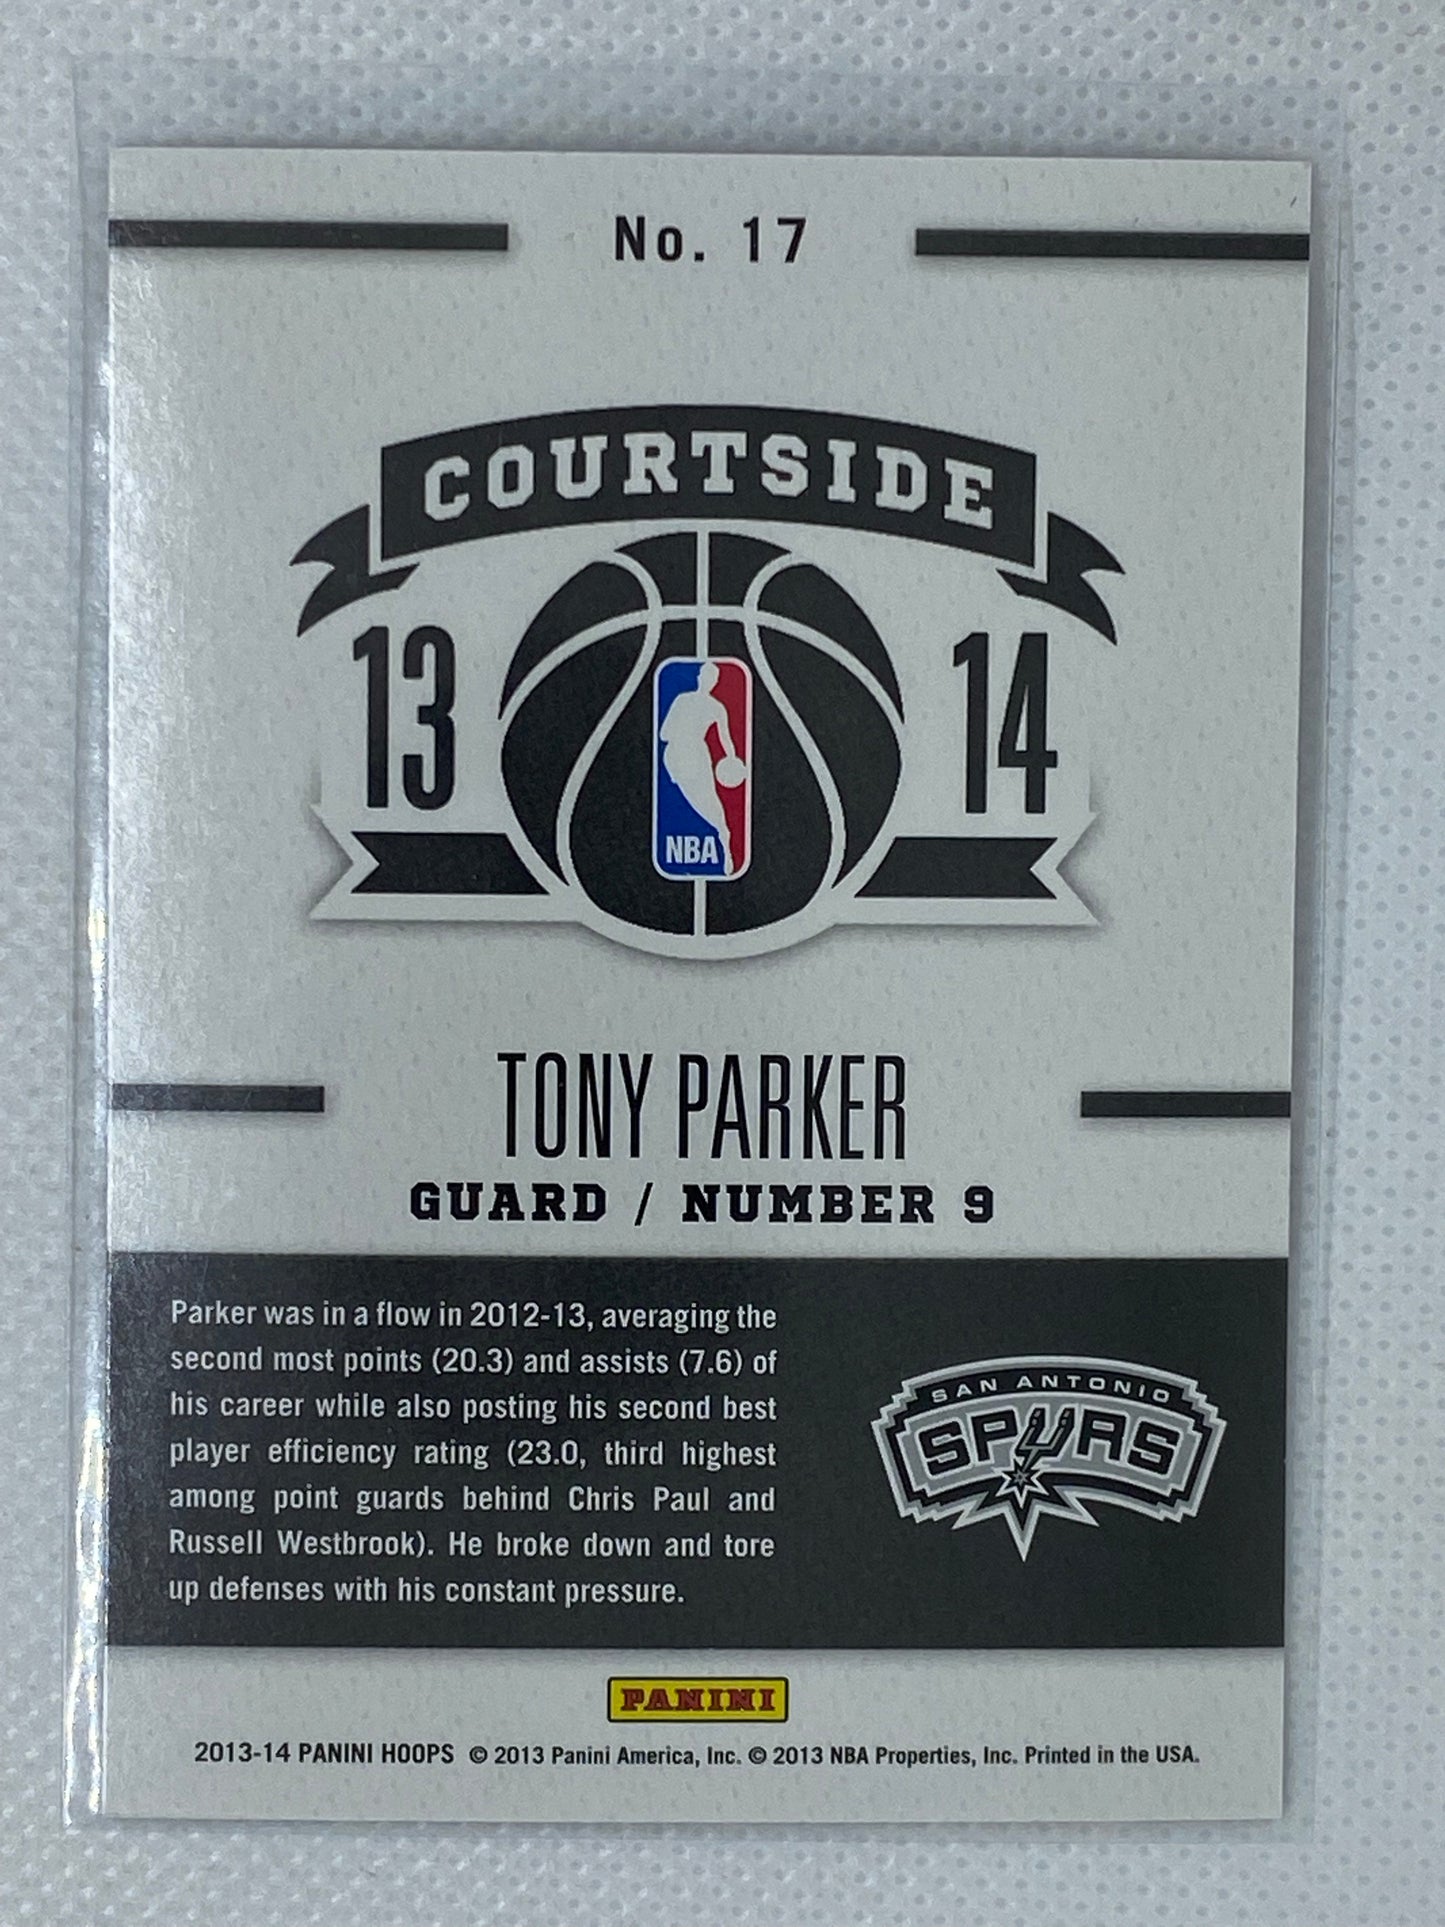 No. 17
COURTSIDE
13 14
NBA
TONY PARKER
GUARD / NUMBER 9
Parker was in a flow in 2012-13, averaging the
second most points (20.3) and assists (7.6) of
his career while also posting his second best
player efficiency rating (23.0, third highest
among point guards behind Chris Paul and
Russell Westbrook). He broke down and tore
up defenses with his constant pressure.
SAN ANTONIO
SPURS
PANINI
2013-14 PANINI HOOPS © 2013 Panini America, Inc. © 2013 NBA Properties, Inc. Printed in the USA.